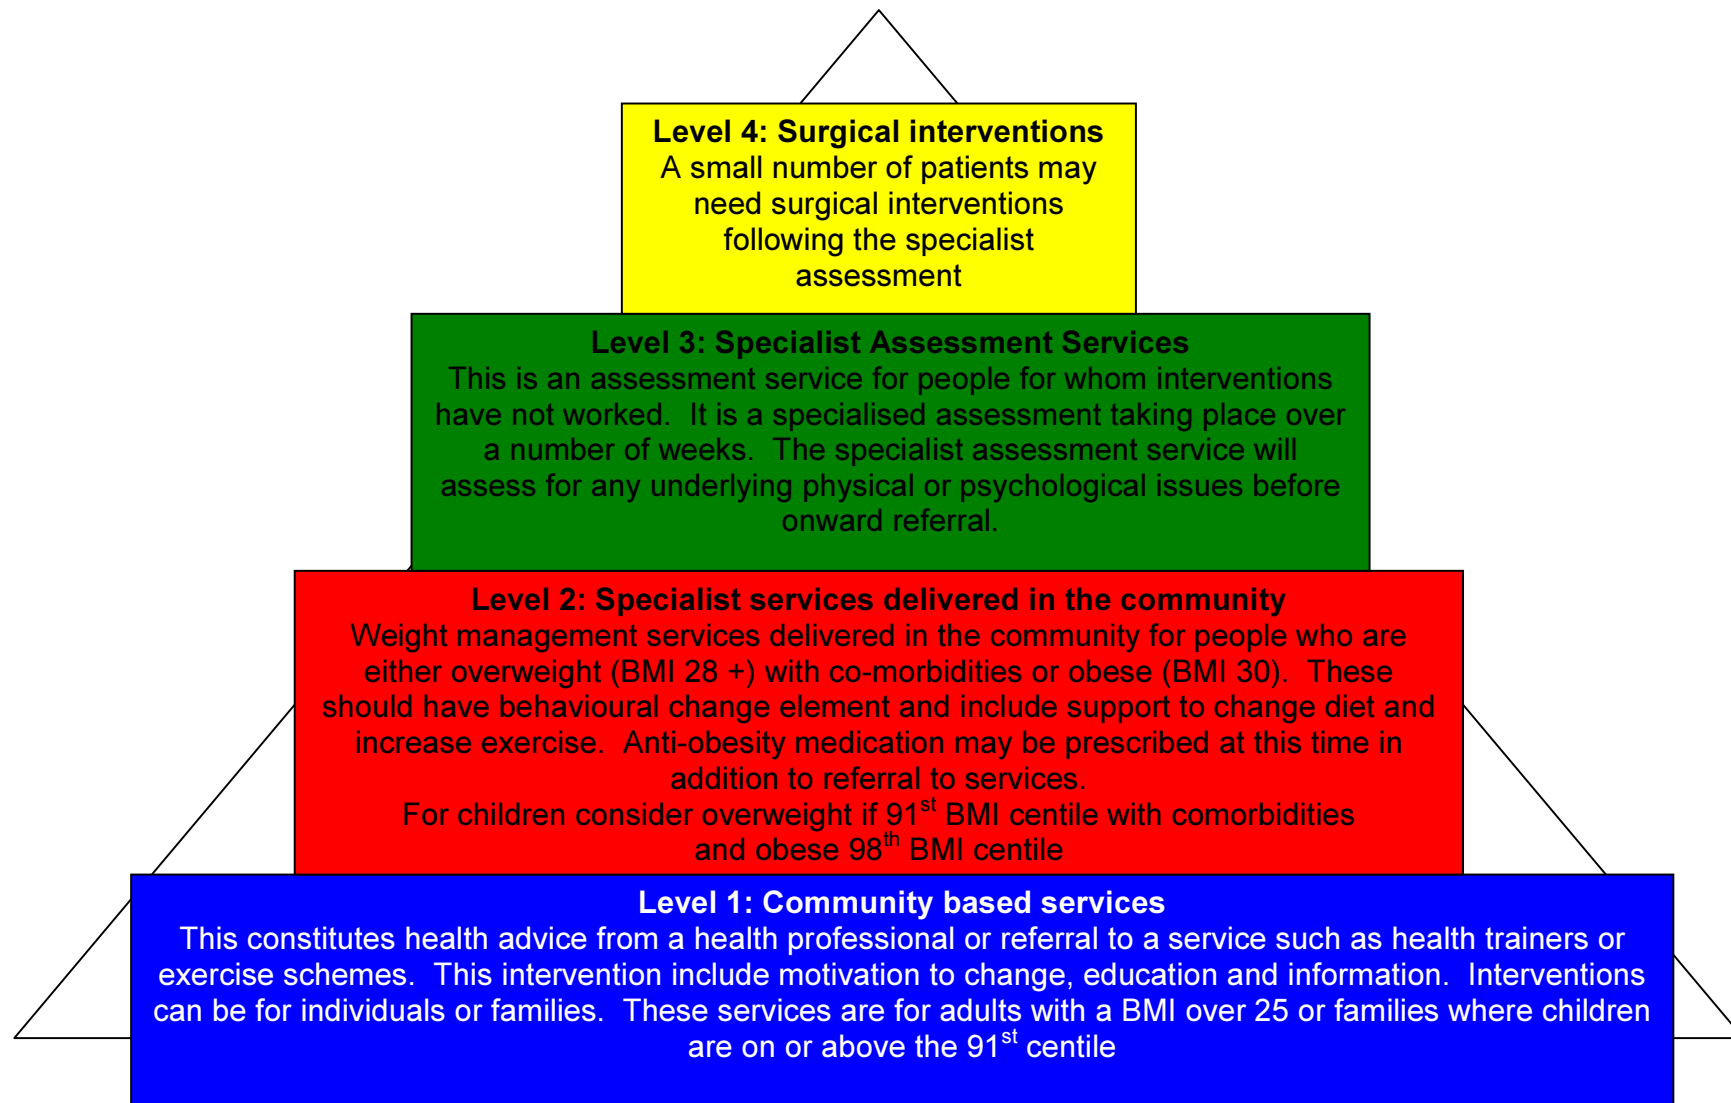 Level 4: Surgical interventions
A small number of patients may
need surgical interventions
following the specialist
assessment
Level 3: Specialist Assessment Services
This is an assessment service for people for whom interventions
have not worked.  It is a specialised assessment taking place over
a number of weeks.  The specialist assessment service will
assess for any underlying physical or psychological issues before
onward referral.
Level 2: Specialist services delivered in the community
Weight management services delivered in the community for people who are
either overweight (BMI 28 +) with co-morbidities or obese (BMI 30).  These
should have behavioural change element and include support to change diet and
increase exercise.  Anti-obesity medication may be prescribed at this time in
addition to referral to services.
For children consider overweight if 91st BMI centile with comorbidities
and obese 98th BMI centile
Level 1: Community based services
This constitutes health advice from a health professional or referral to a service such as health trainers or
exercise schemes.  This intervention include motivation to change, education and information.  Interventions
can be for individuals or families.  These services are for adults with a BMI over 25 or families where children
are on or above the 91st centile